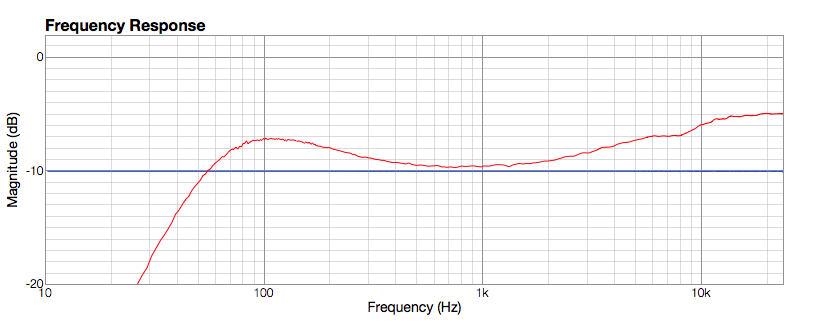 Frequency Response
0
-10
-20
10
100
1k
10k
Magnitude (dB)
Frequency (Hz)